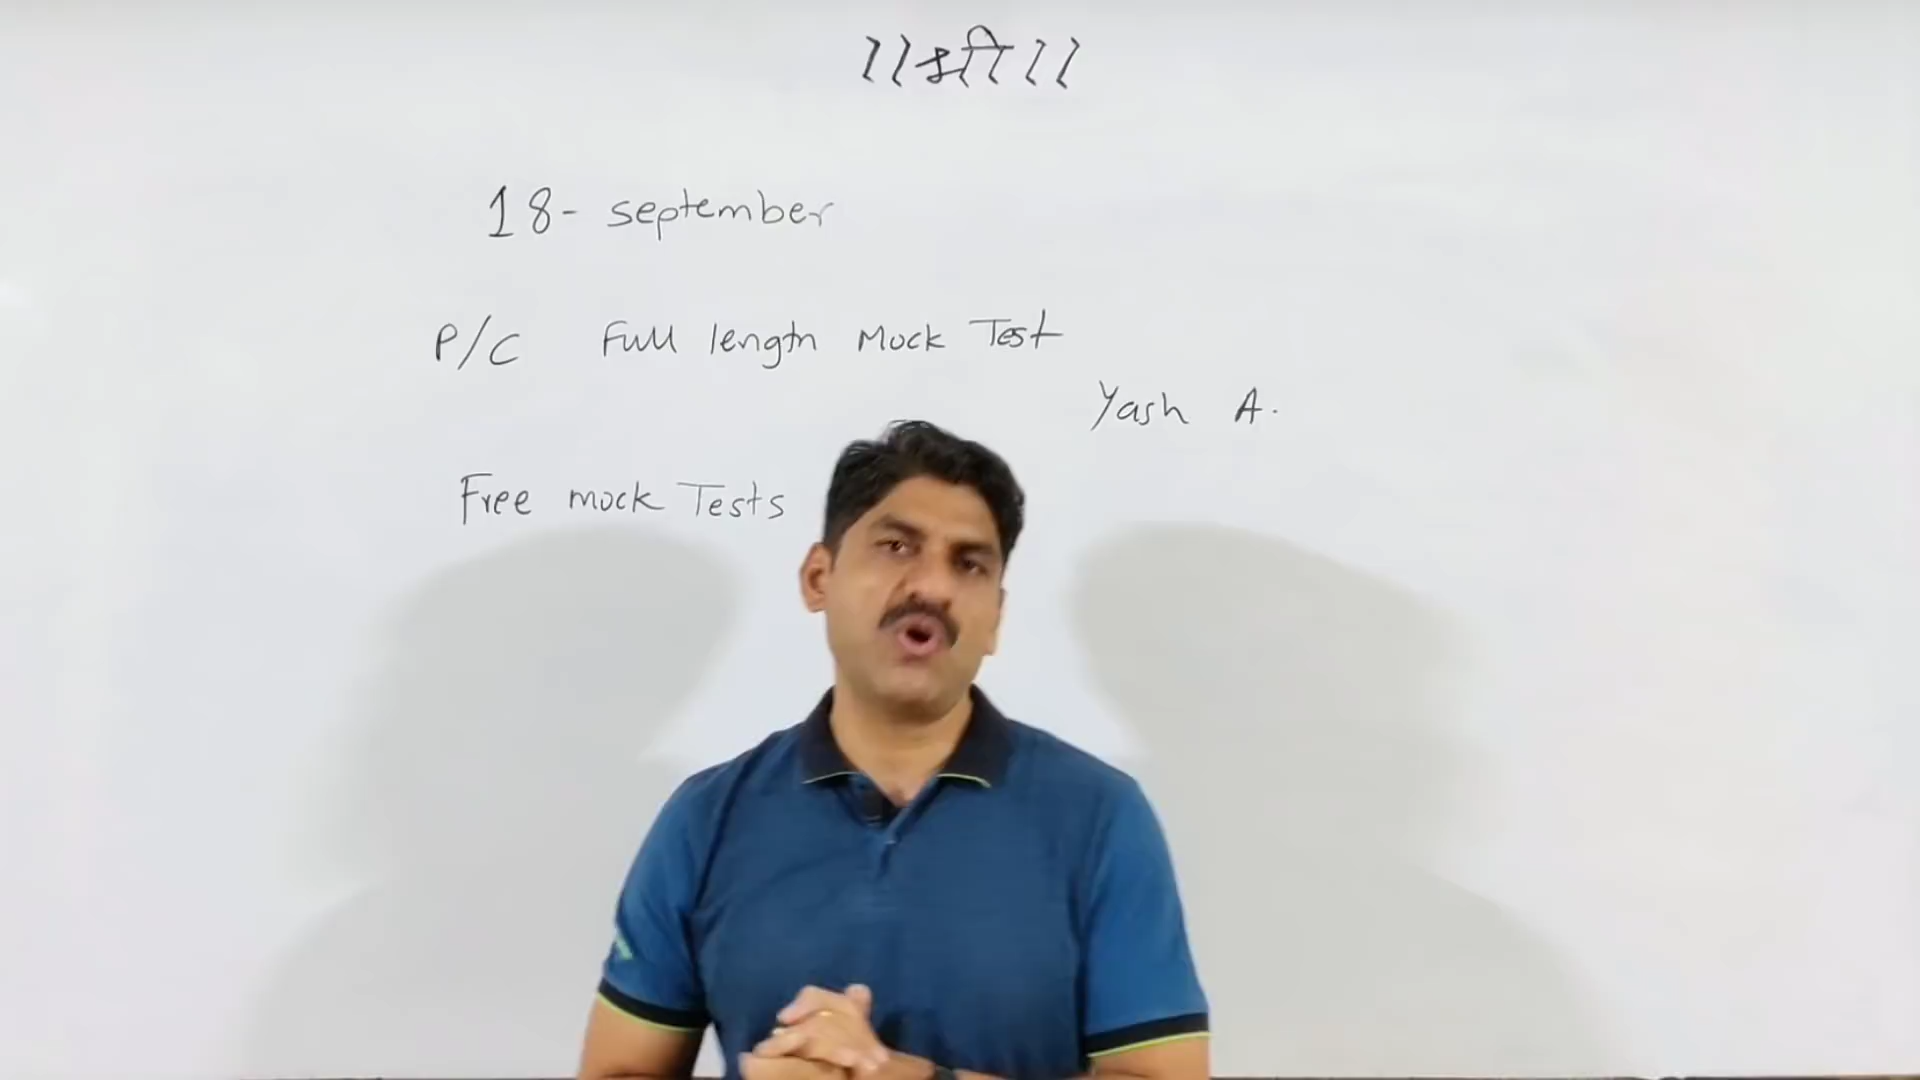 ।।श्री।।
18- september
P/C Full length Mock Test
Yash A.
Free mock Tests